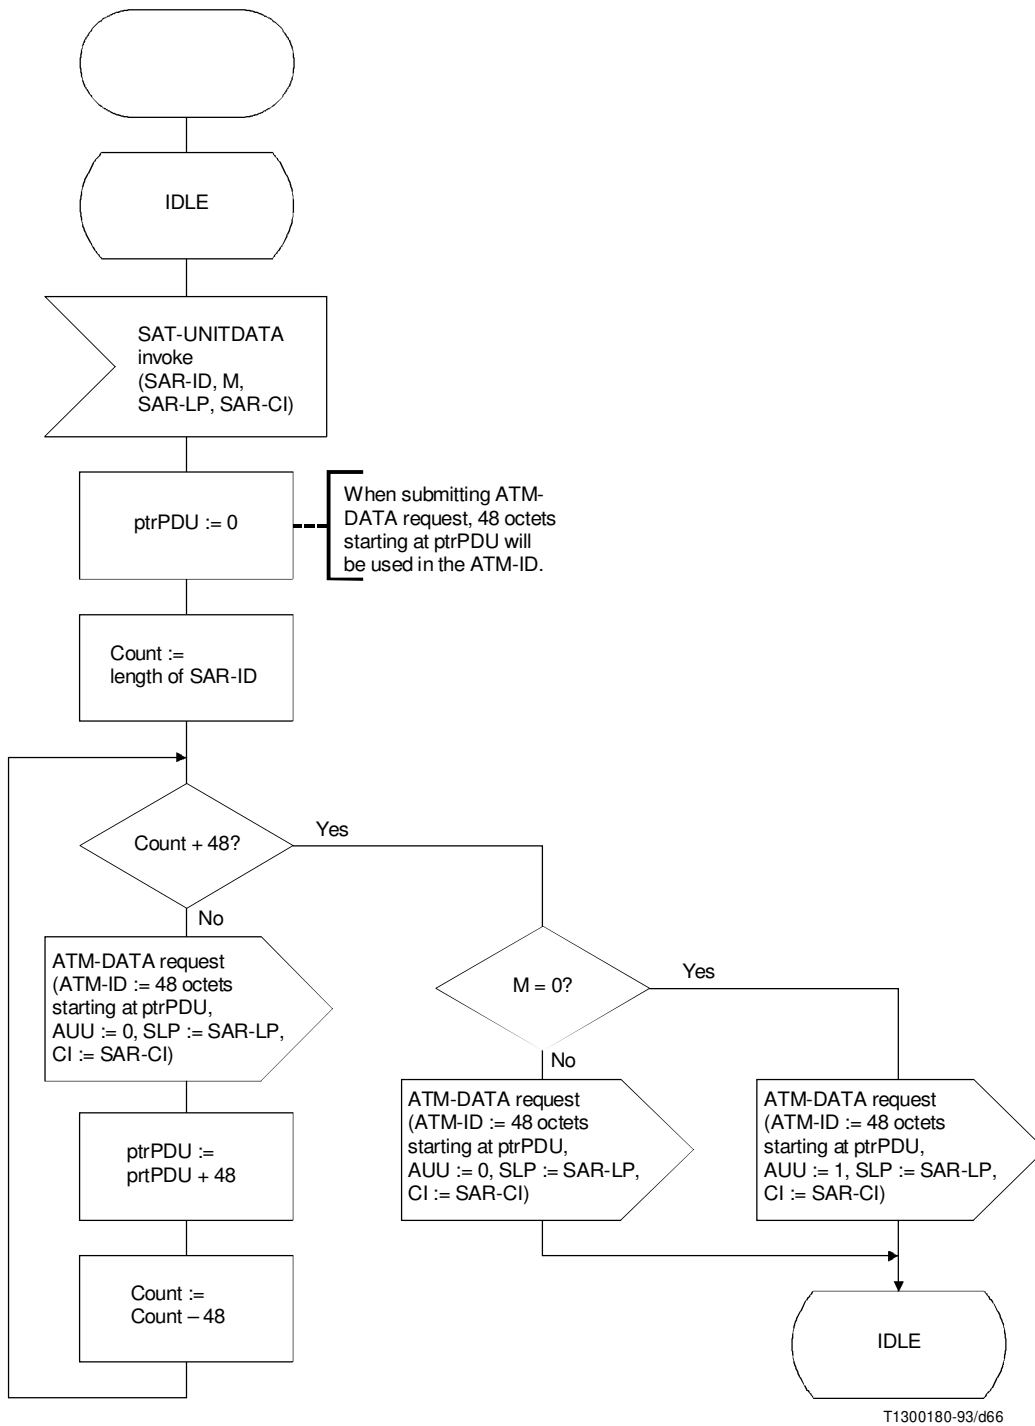 IDLE
SAT-UNITDATA
invoke
(SAR-ID, M,
SAR-LP, SAR-CI)
ptrPDU := 0
When submitting ATM-
DATA request, 48 octets
starting at ptrPDU will
be used in the ATM-ID.
Count :=
length of SAR-ID
Count + 48?
Yes
No
ATM-DATA request
(ATM-ID := 48 octets
starting at ptrPDU,
AUU := 0, SLP := SAR-LP,
CI := SAR-CI)
ptrPDU :=
prtPDU + 48
Count :=
Count – 48
M = 0?
Yes
No
ATM-DATA request
(ATM-ID := 48 octets
starting at ptrPDU,
AUU := 0, SLP := SAR-LP,
CI := SAR-CI)
ATM-DATA request
(ATM-ID := 48 octets
starting at ptrPDU,
AUU := 1, SLP := SAR-LP,
CI := SAR-CI)
IDLE
T1300180-93/d66